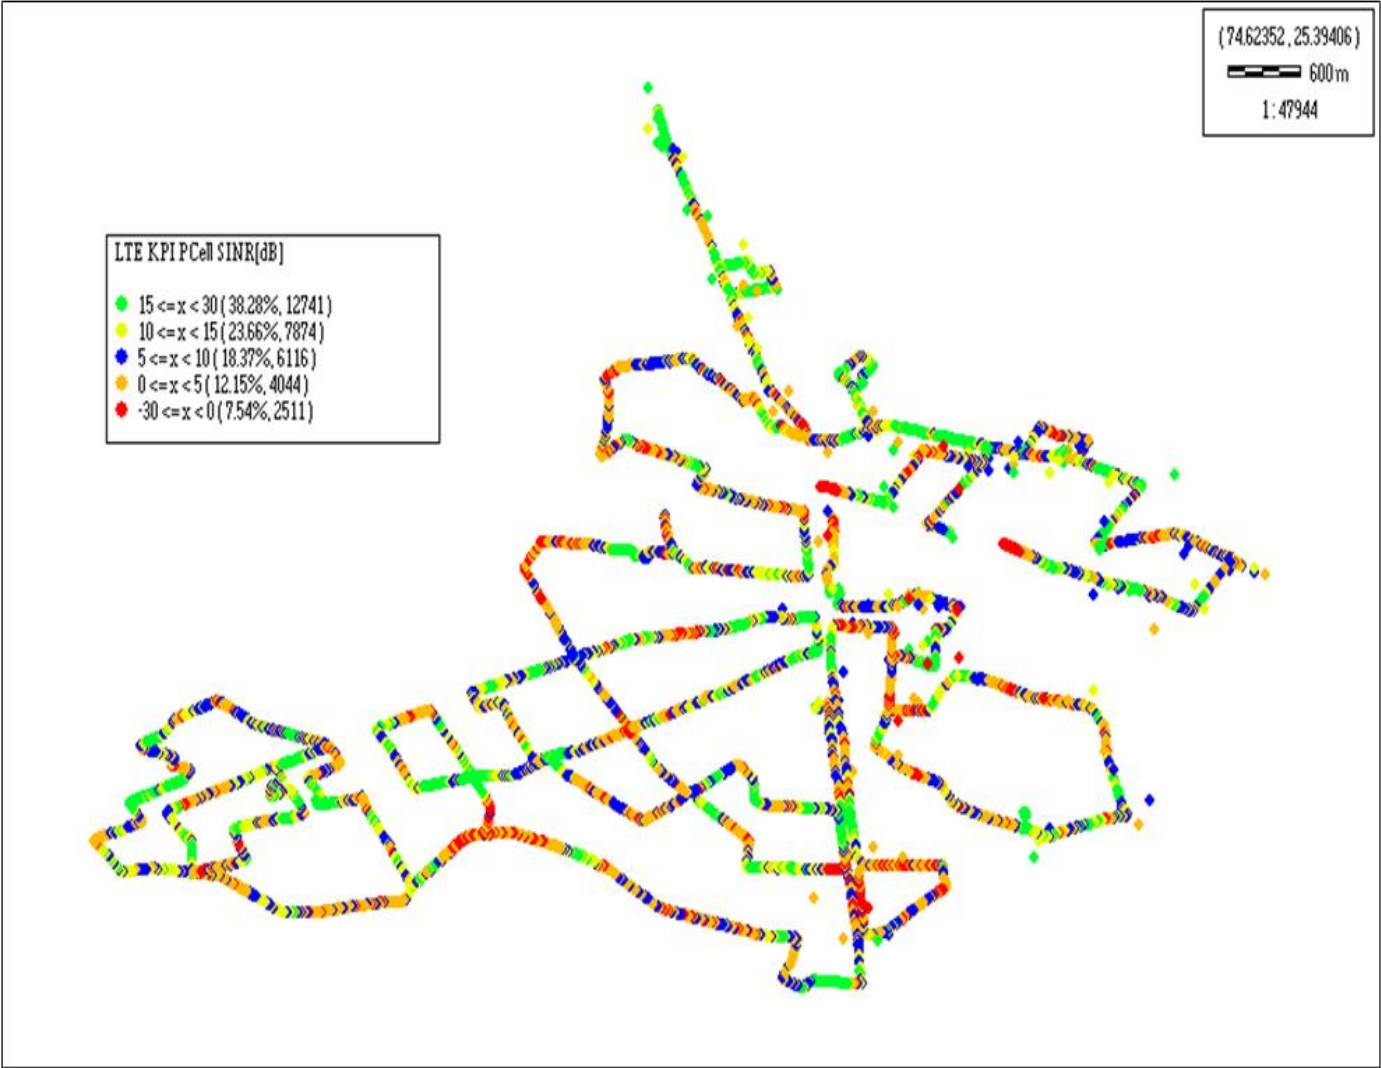 (74.62352, 25.39406)
600m
1:47944
LTE KPI PCell SINR[dB]
15 <=x < 30 (38.28%, 12741)
10 <=x < 15 (23.66%, 7874)
5 <=x < 10 (18.37%, 6116)
0 <=x < 5 (12.15%, 4044)
-30 <=x < 0 (7.54%, 2511)